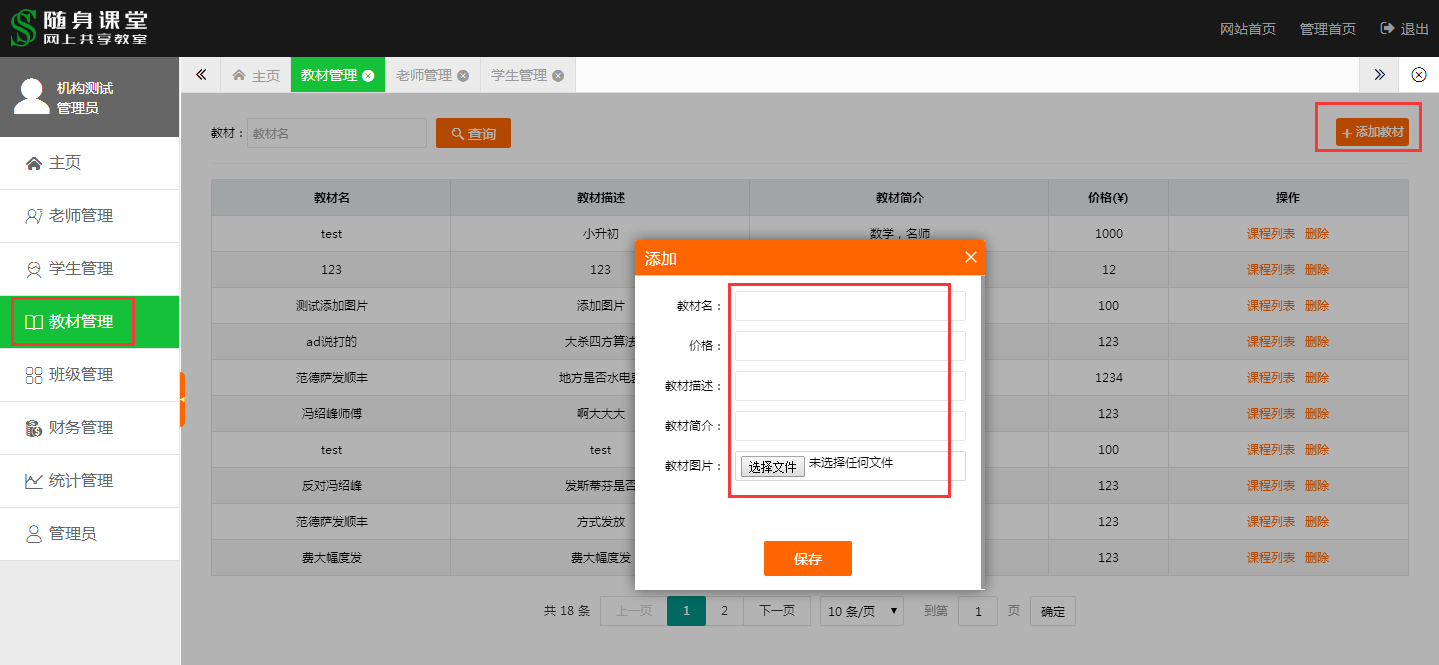 随身课堂
网上共享教室
网站首页 管理首页 退出
机构测试
管理员
主页
老师管理
学生管理
教材管理
班级管理
财务管理
统计管理
管理员
主页 教材管理 老师管理 学生管理
教材： 教材名 查询 添加教材
教材名 教材描述 教材简介 价格(¥) 操作
test 小升初 数学，名师 1000 课程列表 删除
123 123 12 课程列表 删除
测试添加图片 添加图片 100 课程列表 删除
ad说打的 大杀四方算法 123 课程列表 删除
范德萨发顺丰 地方是否水电 1234 课程列表 删除
冯绍峰师傅 啊大大大 123 课程列表 删除
test test 100 课程列表 删除
反对冯绍峰 发斯蒂芬是否 123 课程列表 删除
范德萨发顺丰 方式发放 123 课程列表 删除
费大幅度发 费大幅度发 123 课程列表 删除
添加
教材名：
价格：
教材描述：
教材简介：
教材图片： 选择文件 未选择任何文件
保存
共 18 条 上一页 1 2 下一页 10 条/页 到第 1 页 确定